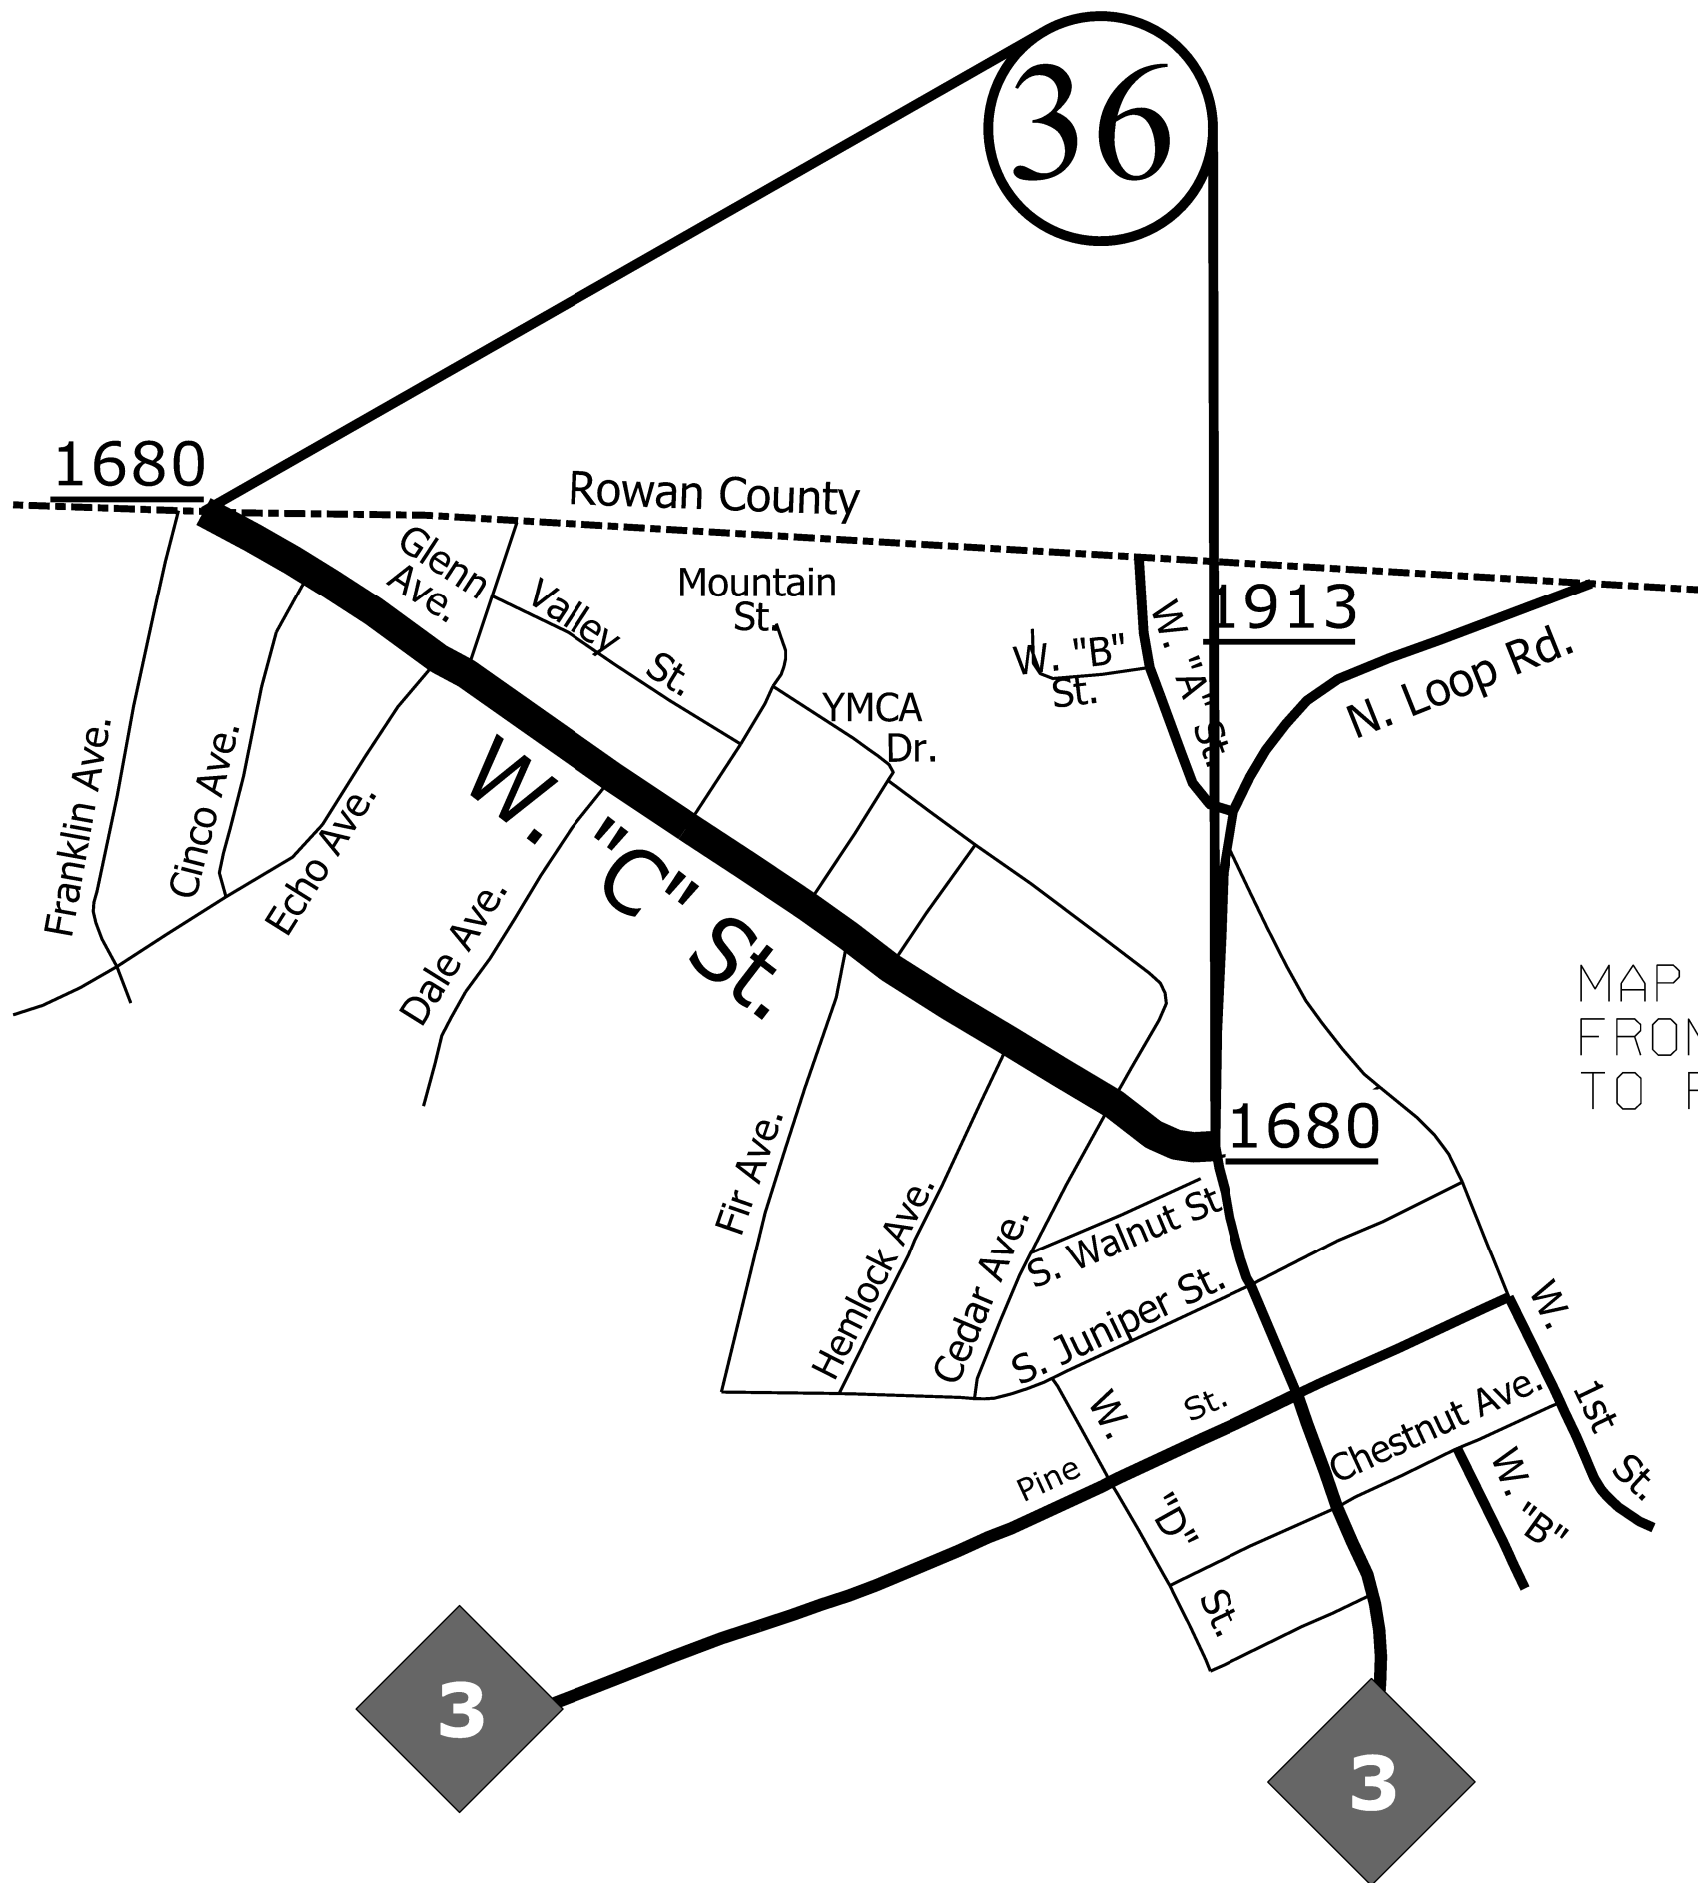 36
1680
Rowan County
Glenn
Ave.
Valley St.
Mountain
St.
1913
W. "A" St.
W. "B"
St.
N. Loop Rd.
YMCA
Dr.
Franklin Ave.
Cinco Ave.
Echo Ave.
W. "C" St.
Dale Ave.
MAP
TO
1680
Fir Ave.
Hemlock Ave.
Cedar Ave.
S. Walnut St
S. Juniper St.
W. 1st St.
W. "D" St.
Pine St.
Chestnut Ave.
W. "B"
3
3